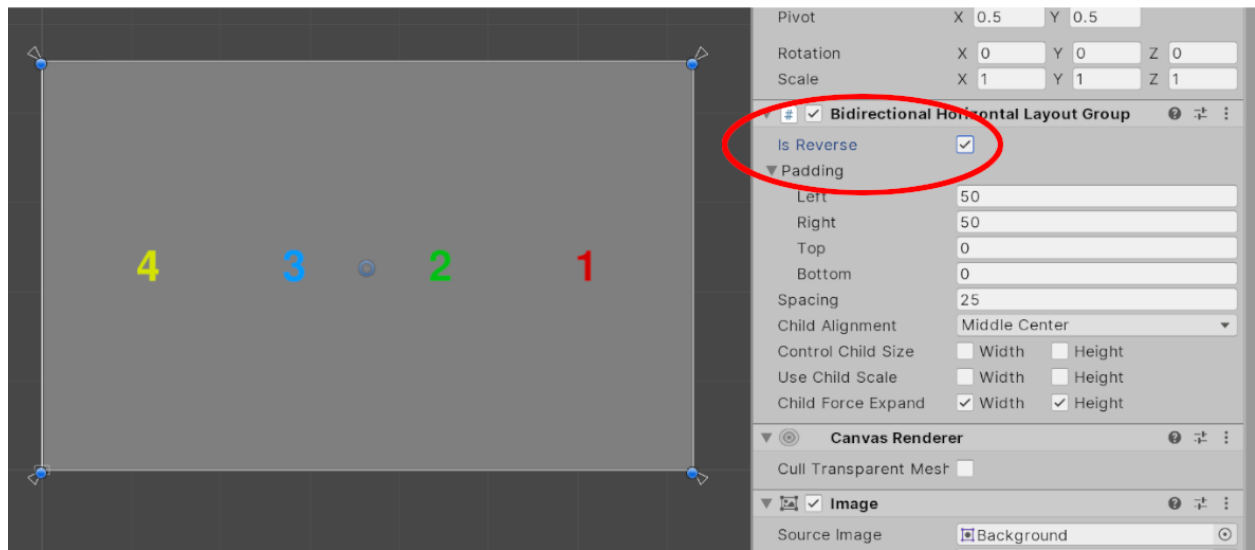 4 3 2 1
Pivot X 0.5 Y 0.5
Rotation X 0 Y 0 Z 0
Scale X 1 Y 1 Z 1
# Bidirectional Horizontal Layout Group
Is Reverse
Padding
Left 50
Right 50
Top 0
Bottom 0
Spacing 25
Child Alignment Middle Center
Control Child Size Width Height
Use Child Scale Width Height
Child Force Expand Width Height
Canvas Renderer
Cull Transparent Mesh
Image
Source Image Background